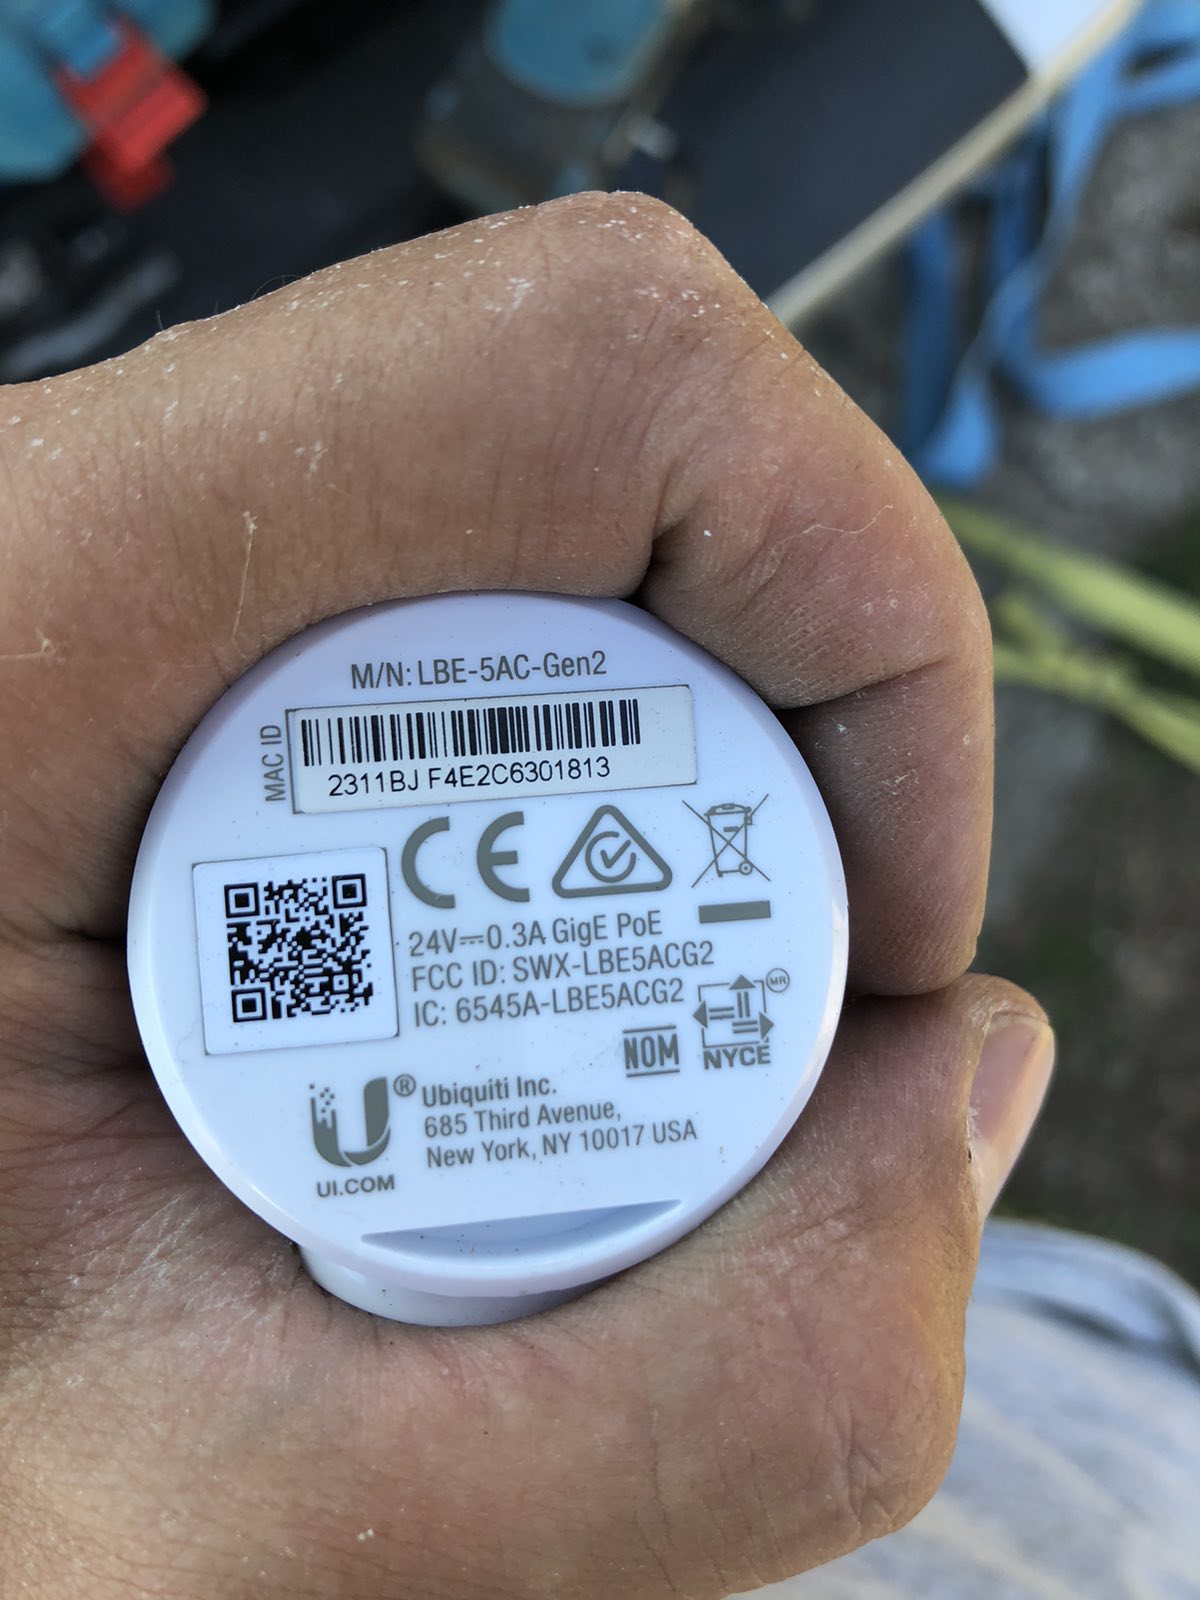 M/N: LBE-5AC-Gen2
MAC ID
2311BJ F4E2C6301813
CE
24V⎓0.3A GigE PoE
FCC ID: SWX-LBE5ACG2
IC: 6545A-LBE5ACG2
MR
NOM
NYCE
U® Ubiquiti Inc.
685 Third Avenue,
New York, NY 10017 USA
UI.COM